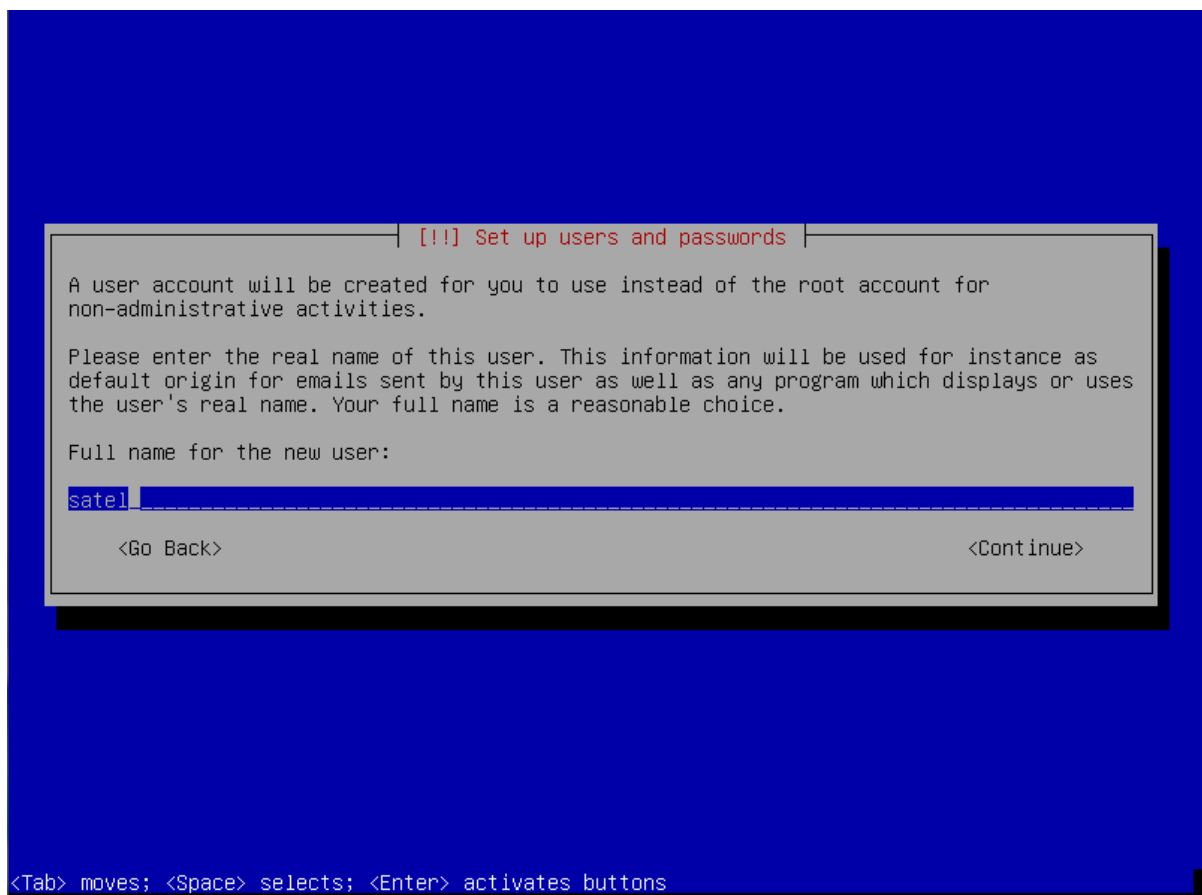 [!!] Set up users and passwords
A user account will be created for you to use instead of the root account for
non-administrative activities.
Please enter the real name of this user. This information will be used for instance as
default origin for emails sent by this user as well as any program which displays or uses
the user's real name. Your full name is a reasonable choice.
Full name for the new user:
satel
<Go Back> <Continue>
<Tab> moves; <Space> selects; <Enter> activates buttons